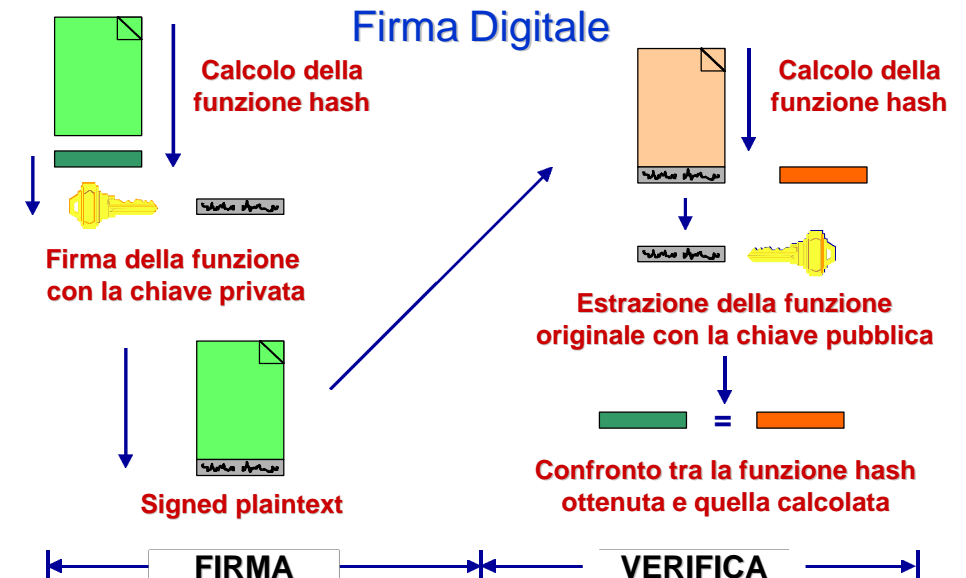 Firma Digitale
Calcolo della
funzione hash
Firma della funzione
con la chiave privata
Signed plaintext
FIRMA
Calcolo della
funzione hash
Estrazione della funzione
originale con la chiave pubblica
=
Confronto tra la funzione hash
ottenuta e quella calcolata
VERIFICA